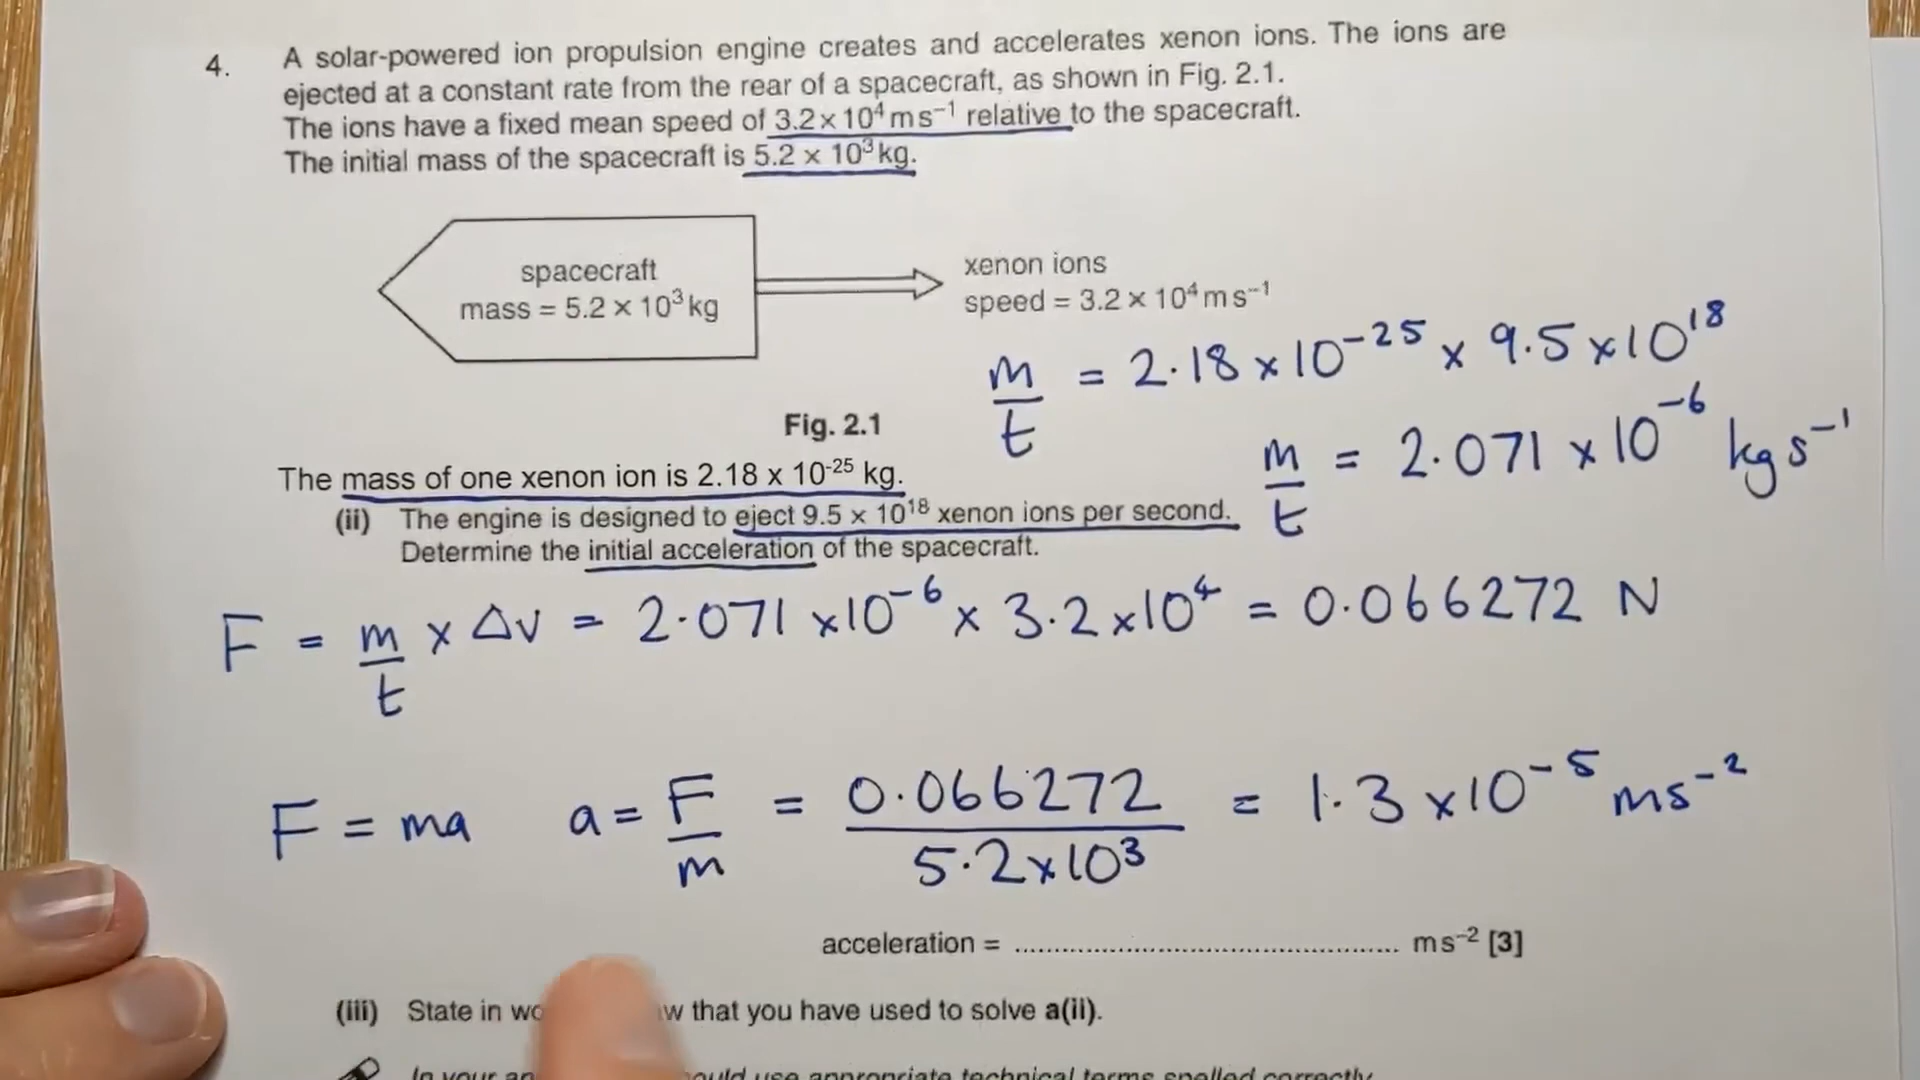 4. A solar-powered ion propulsion engine creates and accelerates xenon ions. The ions are
ejected at a constant rate from the rear of a spacecraft, as shown in Fig. 2.1.
The ions have a fixed mean speed of 3.2 × 10⁴ m s⁻¹ relative to the spacecraft.
The initial mass of the spacecraft is 5.2 × 10³ kg.
spacecraft
mass = 5.2 × 10³ kg
xenon ions
speed = 3.2 × 10⁴ m s⁻¹
m/t = 2.18 × 10⁻²⁵ × 9.5 × 10¹⁸
Fig. 2.1
m/t = 2.071 × 10⁻⁶ kg s⁻¹
The mass of one xenon ion is 2.18 x 10⁻²⁵ kg.
(ii) The engine is designed to eject 9.5 × 10¹⁸ xenon ions per second.
Determine the initial acceleration of the spacecraft.
F = m/t × Δv = 2.071 × 10⁻⁶ × 3.2 × 10⁴ = 0.066272 N
F = ma a = F/m = 0.066272/5.2 × 10³ = 1.3 × 10⁻⁵ ms⁻²
acceleration = ........................................ m s⁻² [3]
(iii) State in that you have used to solve a(ii).
In your appropriate technical terms spelled correctly